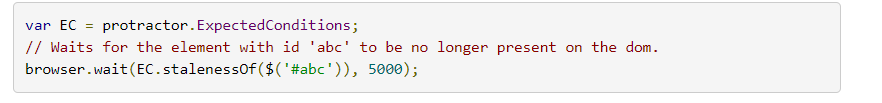 var EC = protractor.ExpectedConditions;
// Waits for the element with id 'abc' to be no longer present on the dom.
browser.wait(EC.stalenessOf($('#abc')), 5000);